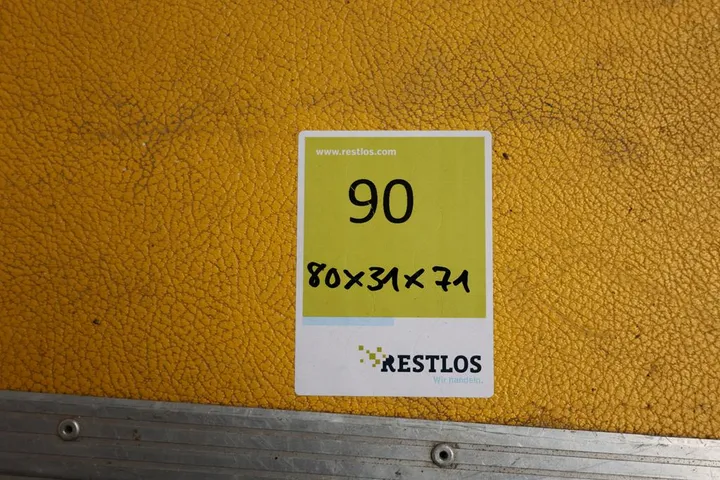 www.restlos.com
90
80x31x71
RESTLOS
Wir handeln.